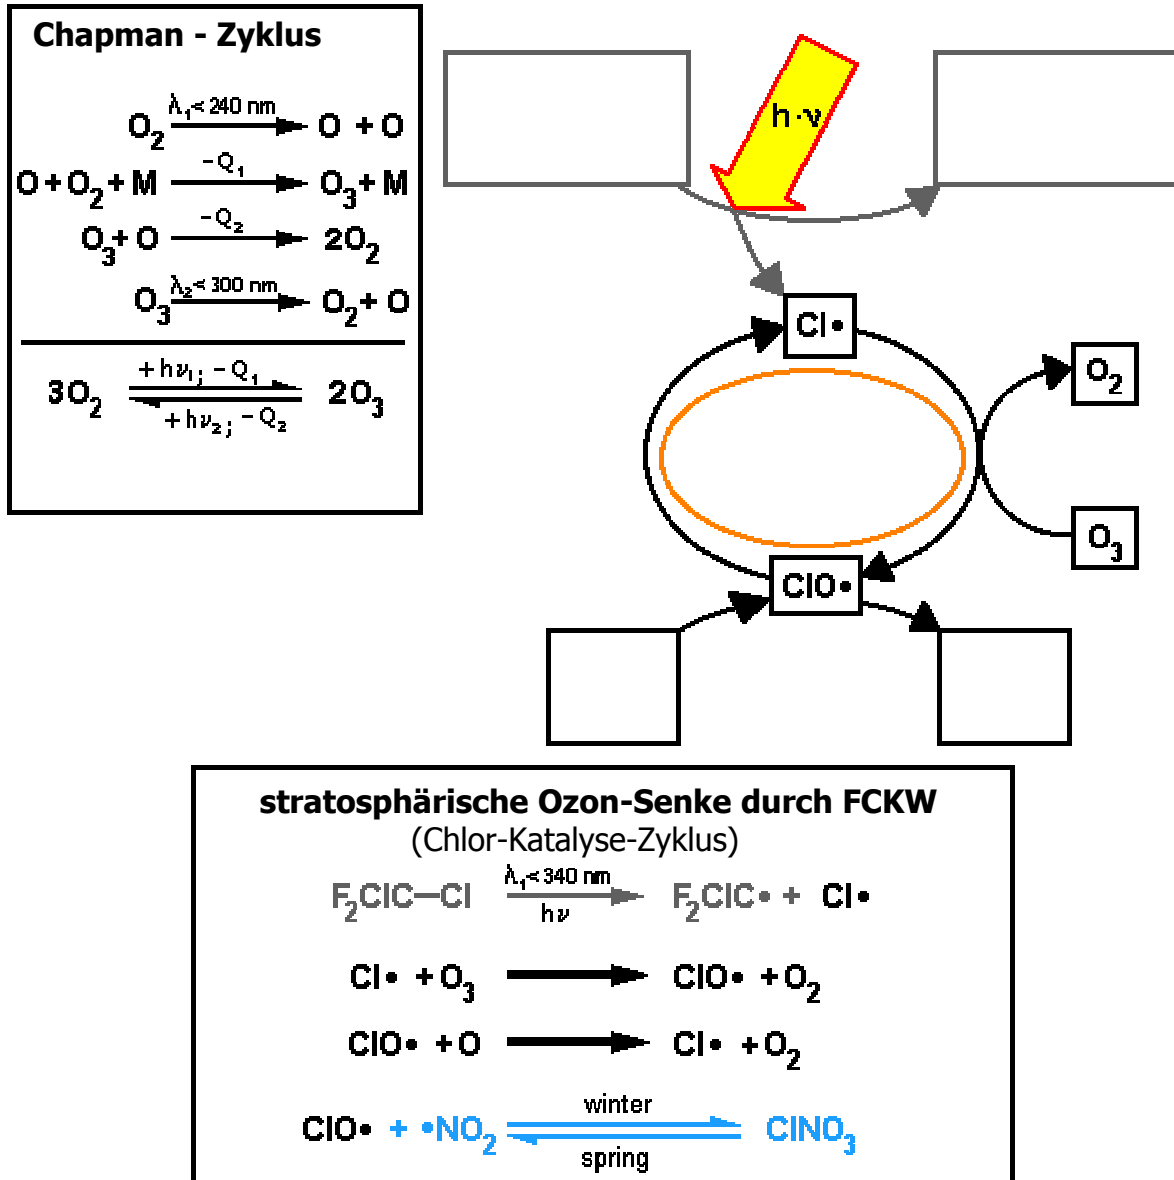 Chapman - Zyklus
λ₁< 240 nm
O₂ → O + O
-Q₁
O + O₂ + M → O₃ + M
-Q₂
O₃ + O → 2O₂
λ₂< 300 nm
O₃ → O₂ + O
+ hν₁; -Q₁
3O₂ ⇌ 2O₃
+ hν₂; -Q₂
h·ν
Cl•
O₂
O₃
ClO•
stratosphärische Ozon-Senke durch FCKW
(Chlor-Katalyse-Zyklus)
λ₁< 340 nm
F₂ClC—Cl → F₂ClC• + Cl•
hν
Cl• + O₃ → ClO• + O₂
ClO• + O → Cl• + O₂
winter
ClO• + •NO₂ ⇌ ClNO₃
spring